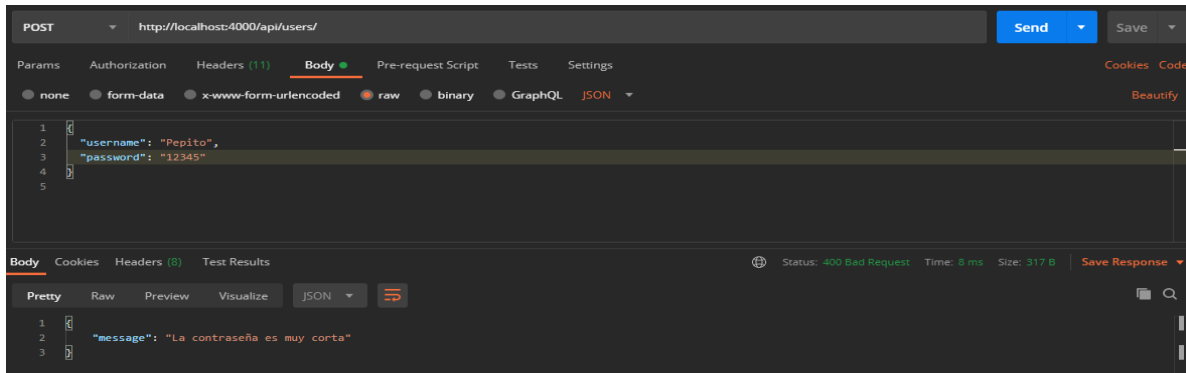 POST http://localhost:4000/api/users/ Send Save
Params Authorization Headers (11) Body Pre-request Script Tests Settings Cookies Code
none form-data x-www-form-urlencoded raw binary GraphQL JSON Beautify
1 {
2 "username": "Pepito",
3 "password": "12345"
4 }
5
Body Cookies Headers (8) Test Results Status: 400 Bad Request Time: 8 ms Size: 317 B Save Response
Pretty Raw Preview Visualize JSON
1 {
2 "message": "La contraseña es muy corta"
3 }